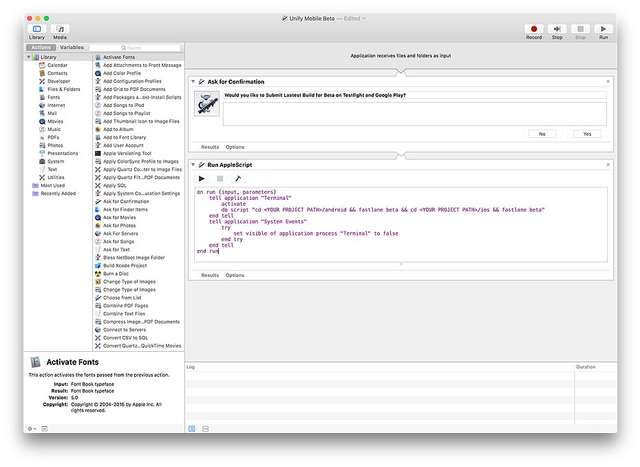 Unify Mobile Beta — Edited
Library
Media
Record
Step
Stop
Run
Actions
Variables
Search
Library
Calendar
Contacts
Developer
Files & Folders
Fonts
Internet
Mail
Movies
Music
PDFs
Photos
Presentations
System
Text
Utilities
Most Used
Recently Added
Activate Fonts
Add Attachments to Front Message
Add Color Profile
Add Configuration Profiles
Add Grid to PDF Documents
Add Packages a...ost-Install Scripts
Add Songs to iPod
Add Songs to Playlist
Add Thumbnail Icon to Image Files
Add to Album
Add to Font Library
Add User Account
Apple Versioning Tool
Apply ColorSync Profile to Images
Apply Quartz Co...ter to Image Files
Apply Quartz Filt...PDF Documents
Apply SQL
Apply System-Co...uration Settings
Ask for Confirmation
Ask for Finder Items
Ask for Movies
Ask for Photos
Ask For Servers
Ask for Songs
Ask for Text
Bless NetBoot Image Folder
Build Xcode Project
Burn a Disc
Change Type of Images
Change Type of Images
Choose from List
Combine PDF Pages
Combine Text Files
Compress Image...PDF Documents
Connect to Servers
Convert CSV to SQL
Convert Quartz...QuickTime Movies
Activate Fonts
This action activates the fonts passed from the previous action.
Input: Font Book typeface
Result: Font Book typeface
Version: 5.0
Copyright: Copyright © 2004-2015 by Apple Inc. All
rights reserved.
Application receives files and folders as input
Ask for Confirmation
Would you like to Submit Lastest Build for Beta on Testflight and Google Play?
No
Yes
Results
Options
Run AppleScript
on run {input, parameters}
tell application "Terminal"
activate
do script "cd <YOUR PROJECT PATH>/android && fastlane beta && cd <YOUR PROJECT PATH>/ios && fastlane beta"
end tell
tell application "System Events"
try
set visible of application process "Terminal" to false
end try
end tell
end run
Results
Options
Log
Duration